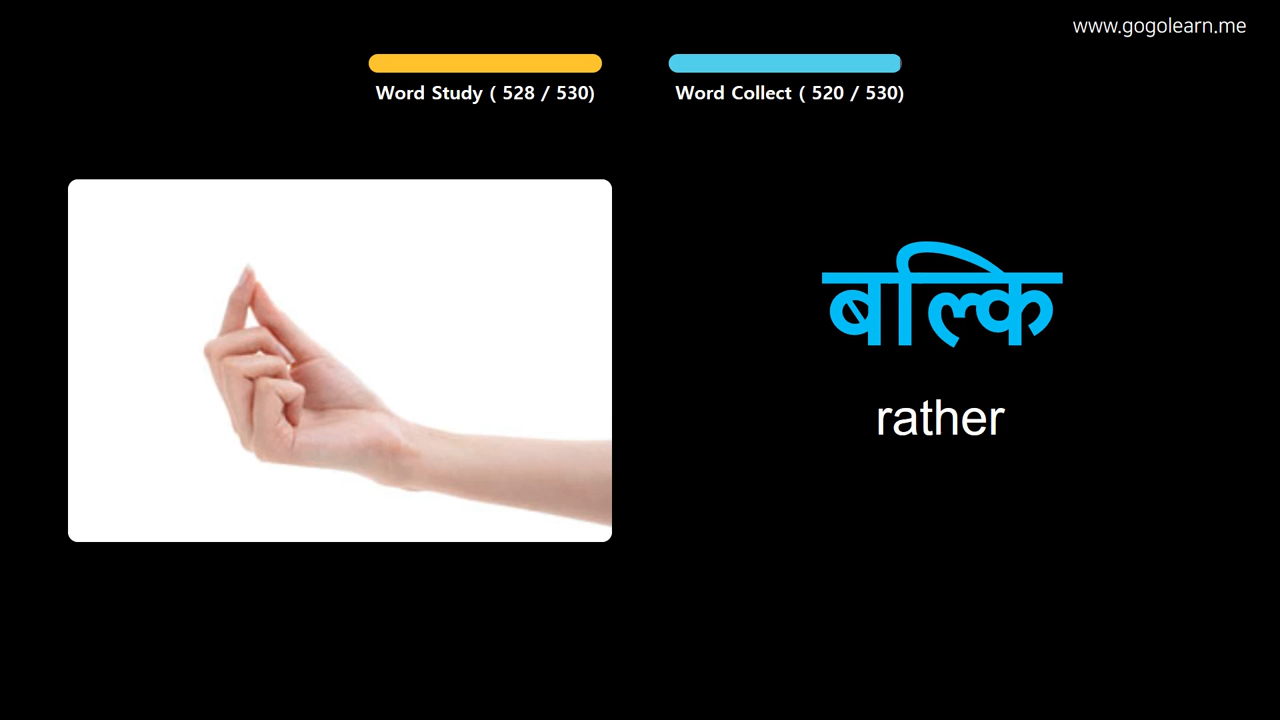 www.gogolearn.me
Word Study ( 528 / 530)
Word Collect ( 520 / 530)
बल्कि
rather